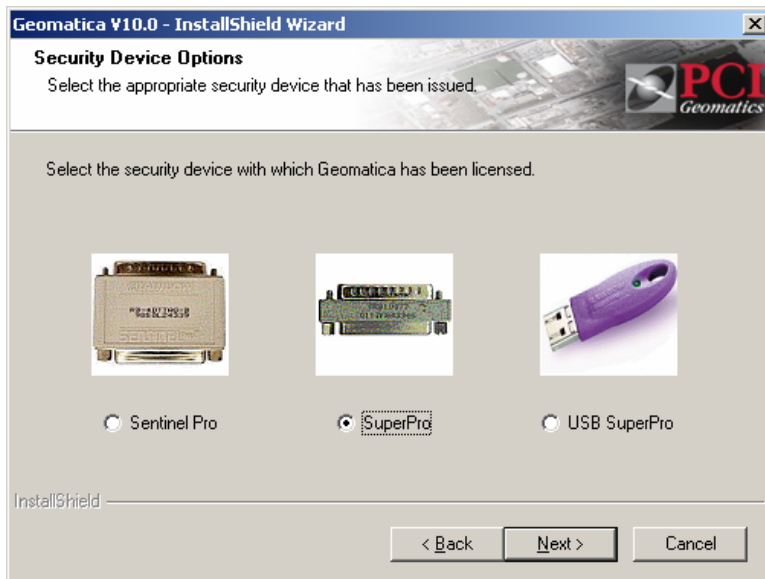 Geomatica V10.0 - InstallShield Wizard
Security Device Options
Select the appropriate security device that has been issued.
PCI
Geomatics
Select the security device with which Geomatica has been licensed.
SENTINEL
Sentinel Pro
SuperPro
USB SuperPro
InstallShield
< Back
Next >
Cancel